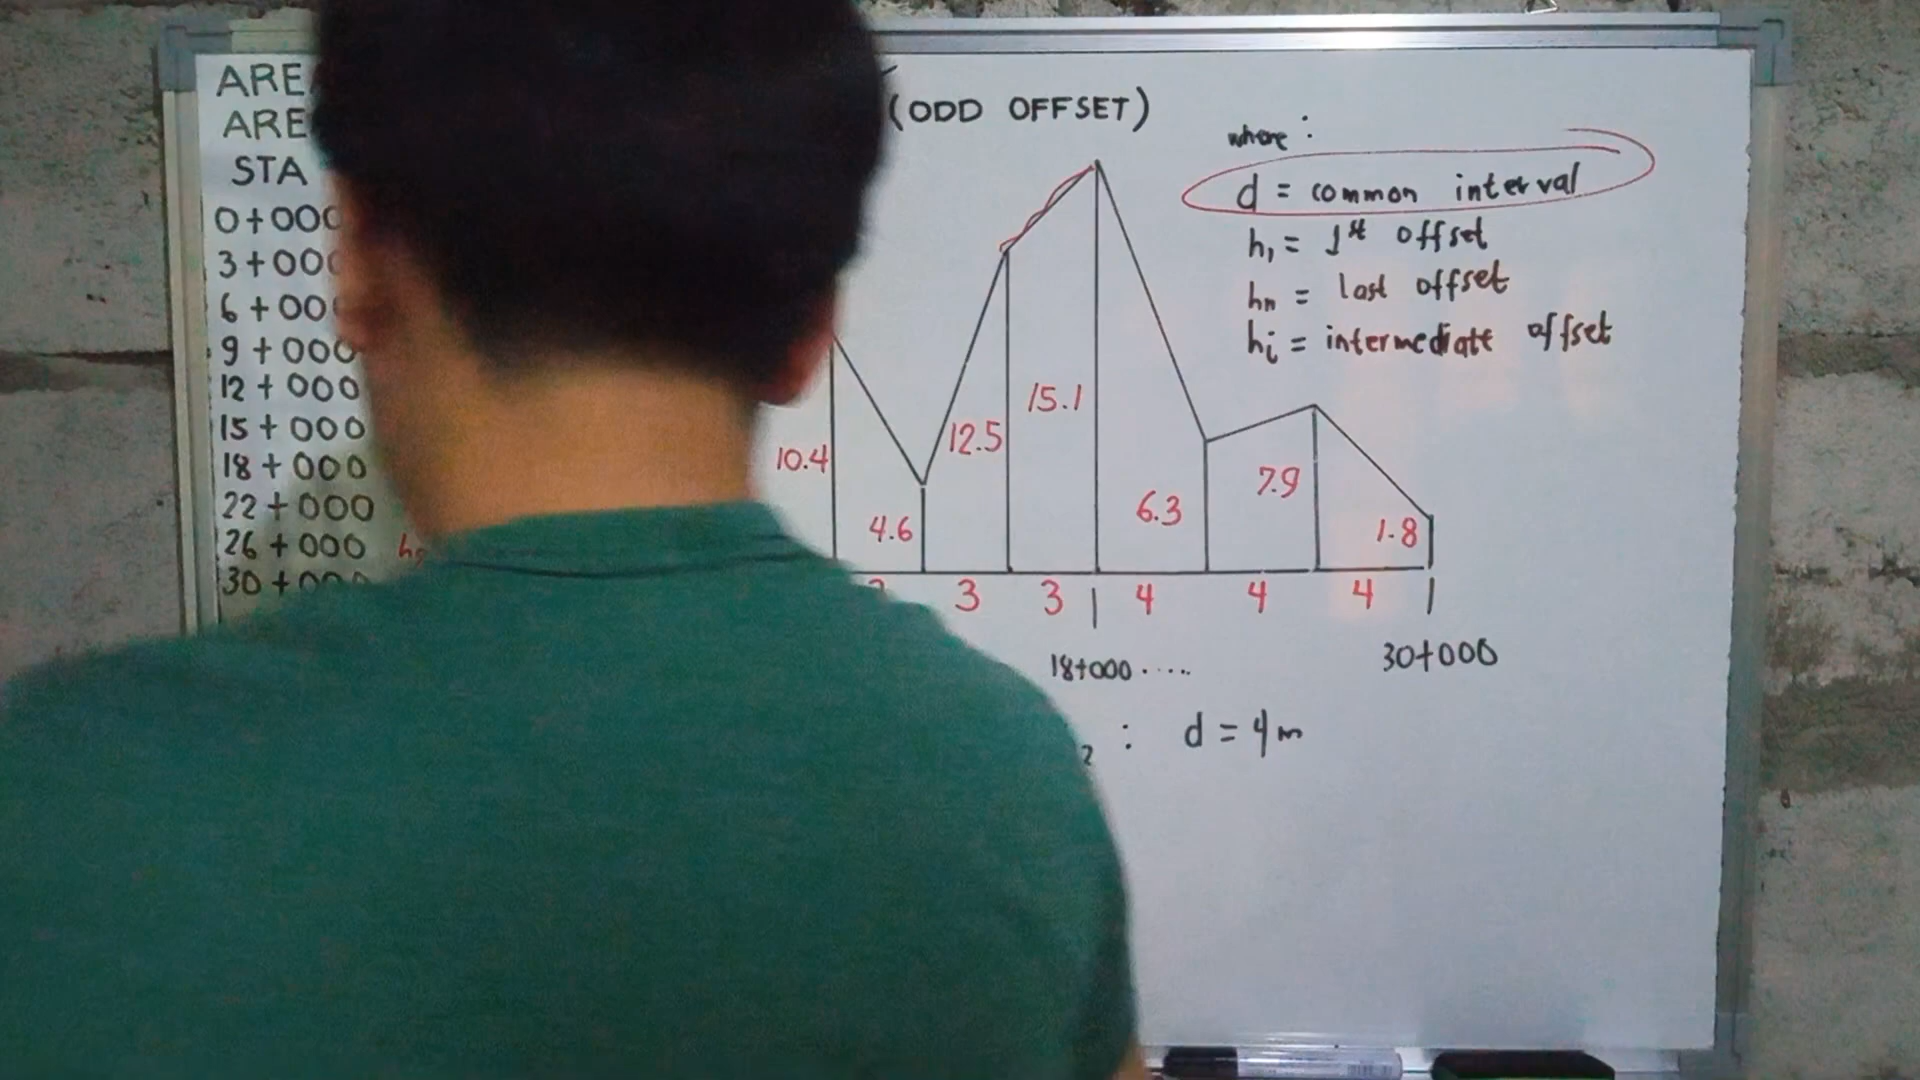 ARE
ARE
(ODD OFFSET)
STA
0+000
3+000
6+00
9+000
12+000
15+000
18+000
22+000
26+000
30+000
where :
d = common interval
h1 = 1st offset
hn = last offset
hi = intermediate offset
10.4
4.6
12.5
15.1
6.3
7.9
1.8
3 3 4 4 4
18+000 ..... 30+000
2 : d = 4m